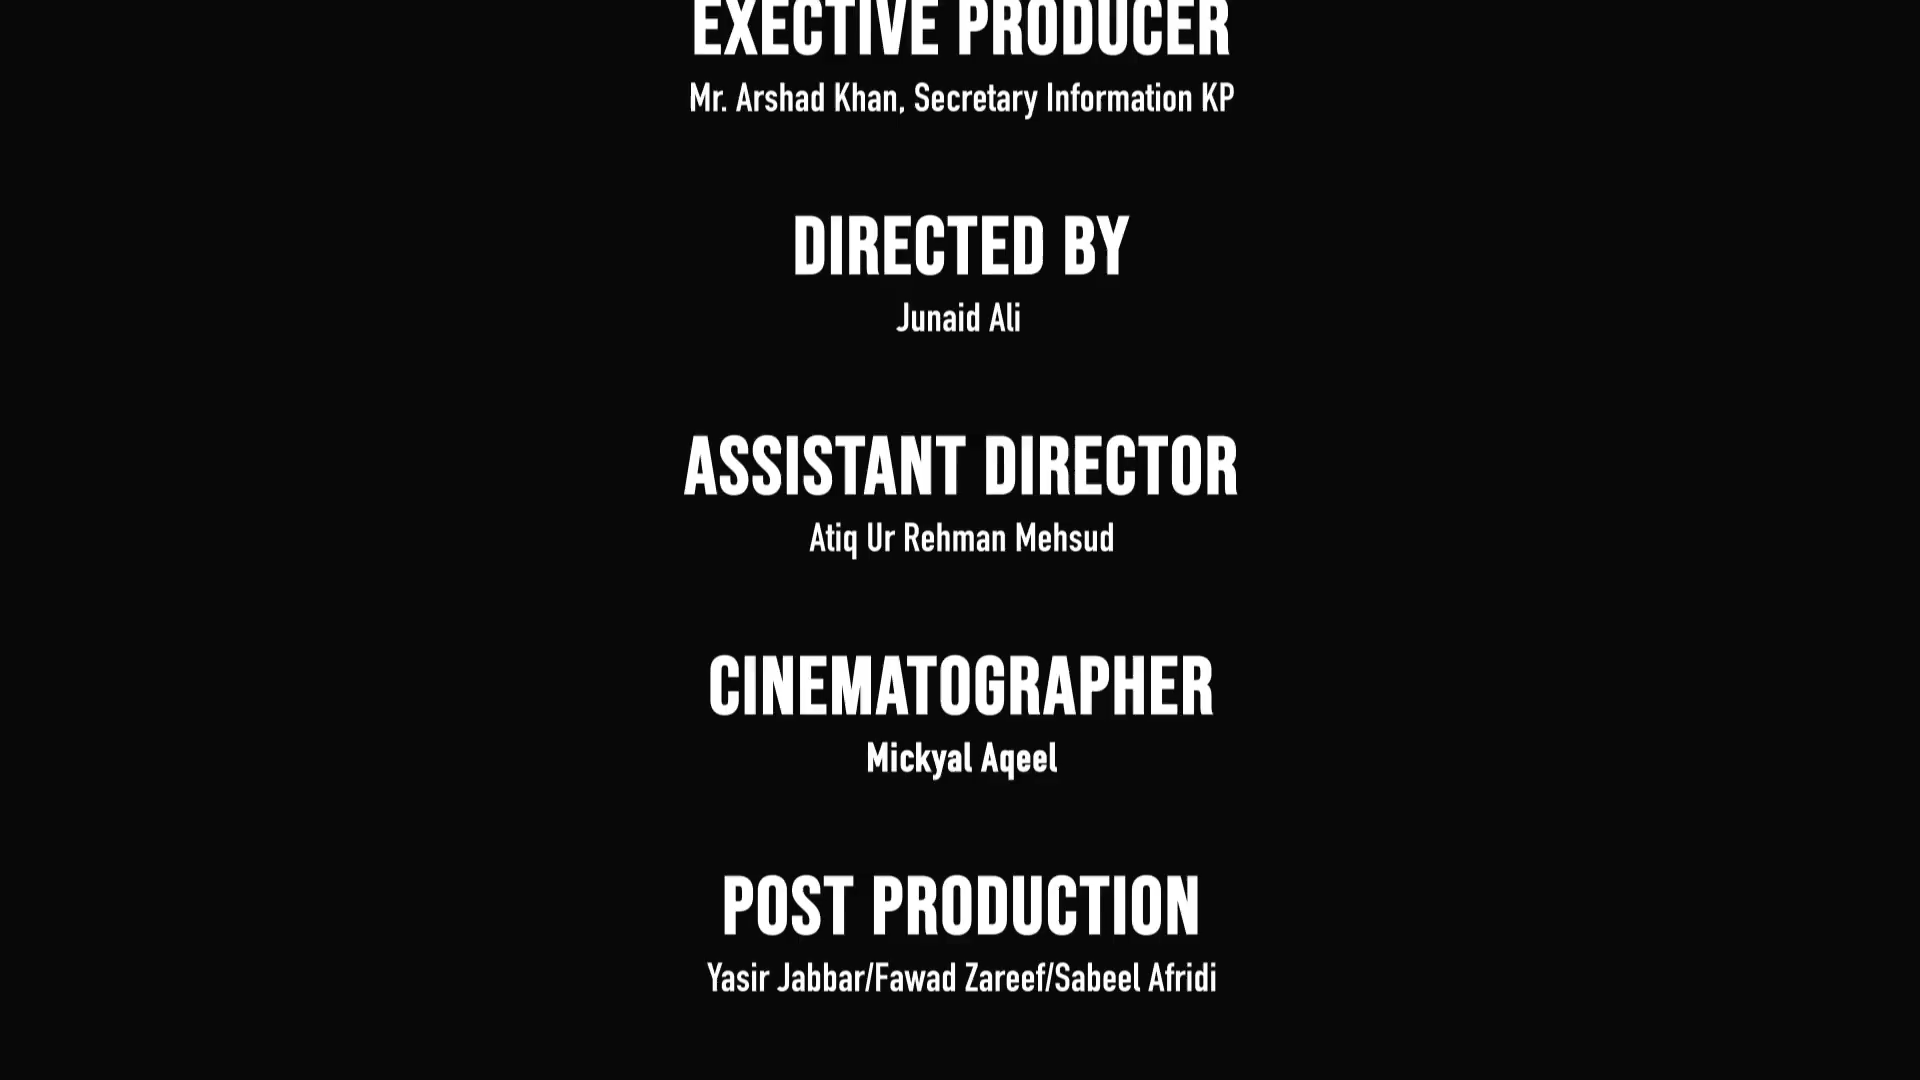 EXECTIVE PRODUCER
Mr. Arshad Khan, Secretary Information KP
DIRECTED BY
Junaid Ali
ASSISTANT DIRECTOR
Atiq Ur Rehman Mehsud
CINEMATOGRAPHER
Mickyal Aqeel
POST PRODUCTION
Yasir Jabbar/Fawad Zareef/Sabeel Afridi